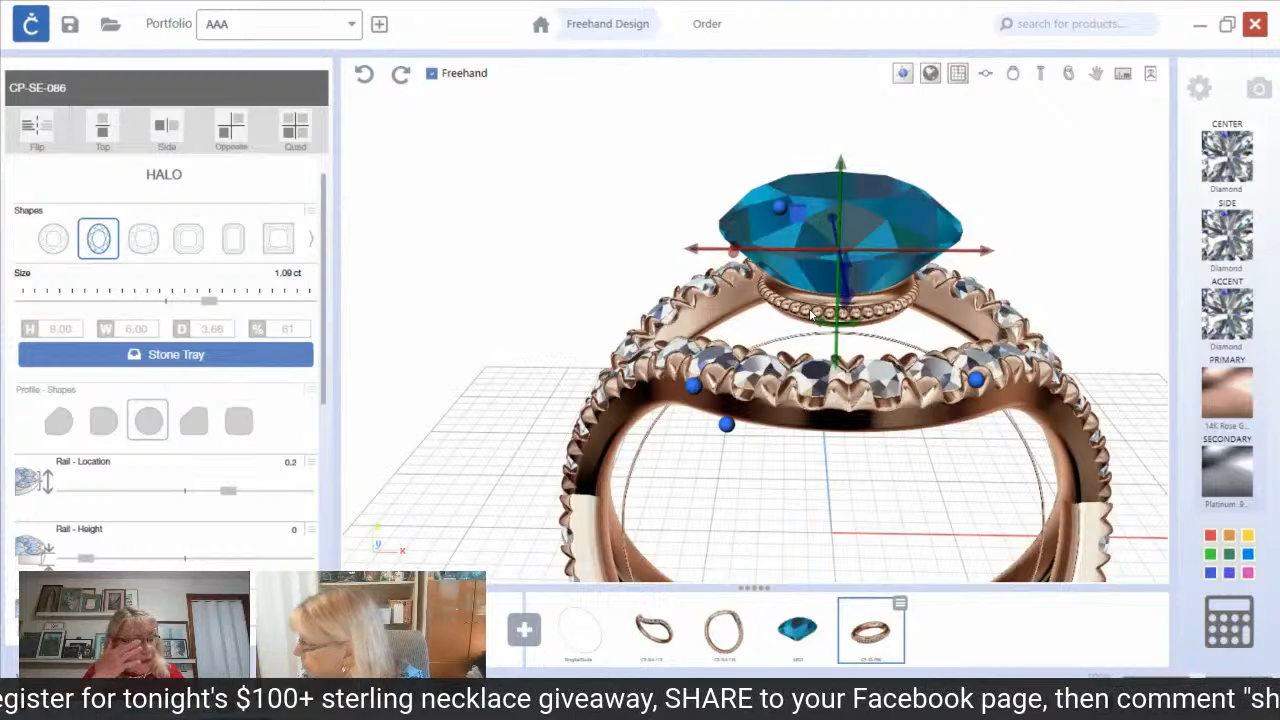 Č Portfolio AAA Freehand Design Order search for products...
CP-SE-086
Freehand
Flip Top Side Opposite Quad
HALO
Shapes
Size 1.09 ct
H 8.00 W 6.00 D 3.66 % 61
Stone Tray
Profile - Shapes
Rail - Location 0.2
Rail - Height 0
CENTER
Diamond
SIDE
Diamond
ACCENT
Diamond
PRIMARY
14K Rose G...
SECONDARY
Platinum .9...
y x
egister for tonight's $100+ sterling necklace giveaway, SHARE to your Facebook page, then comment "sh